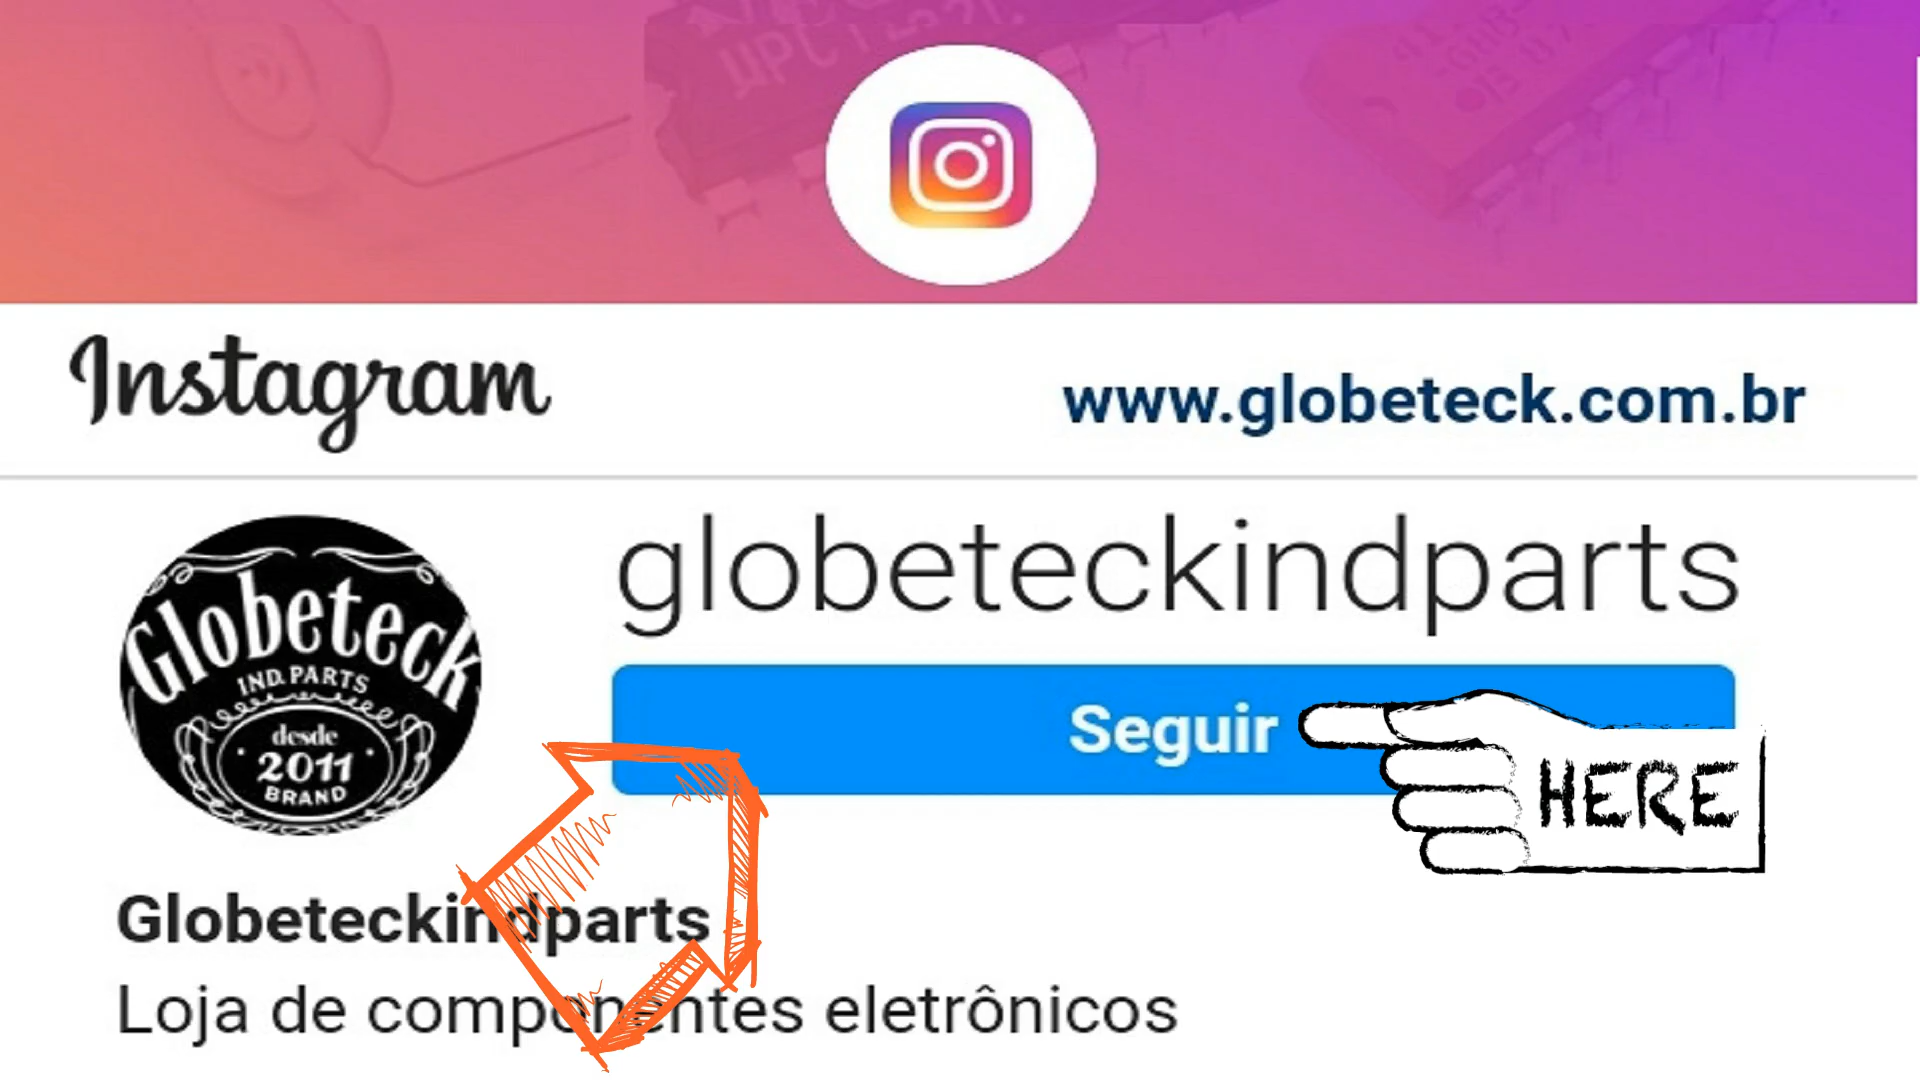 Instagram
www.globeteck.com.br
globeteckindparts
Globeteck
IND. PARTS
desde
2011
BRAND
Seguir
HERE
Globeteckindparts
Loja de componentes eletrônicos